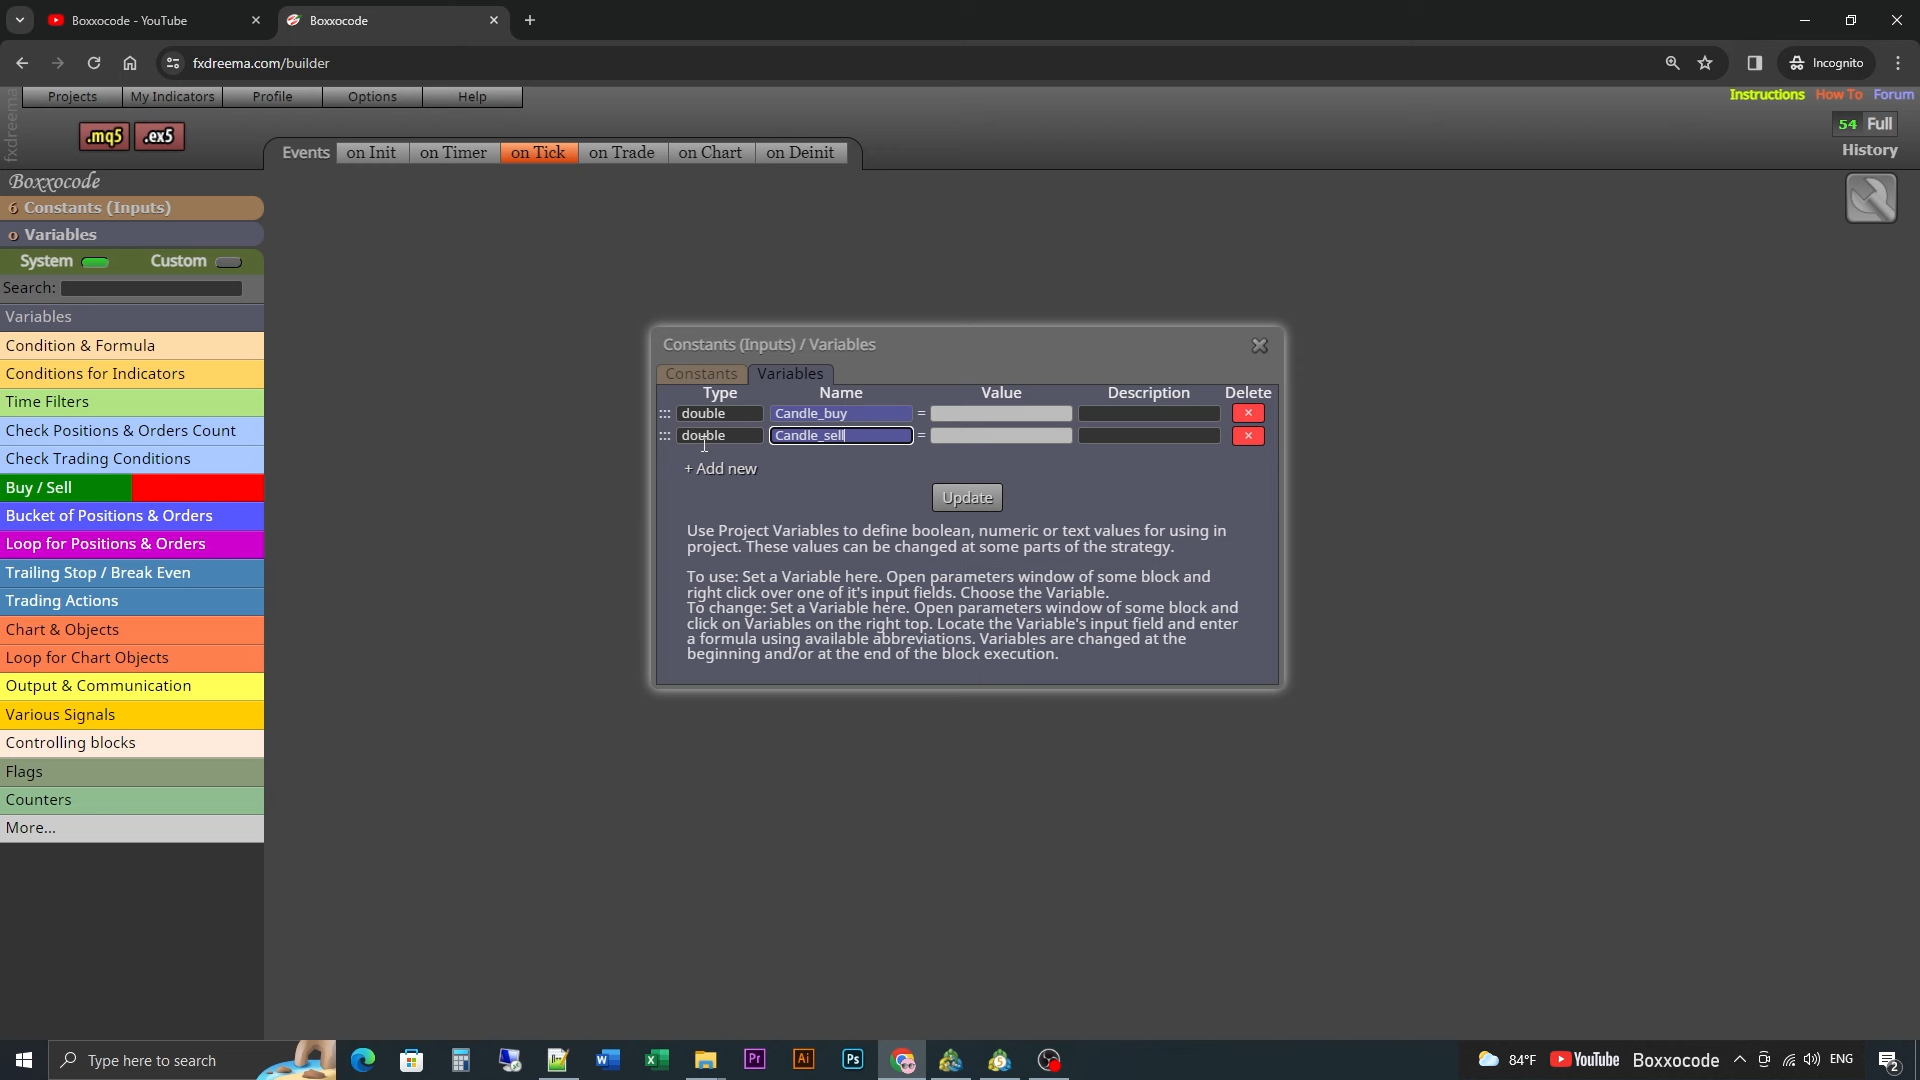 Boxxocode - YouTube
Boxxocode
fxdreema.com/builder
Incognito
Projects
My Indicators
Profile
Options
Help
Instructions
How To
Forum
fxdreema
.mq5
.ex5
Events
on Init
on Timer
on Tick
on Trade
on Chart
on Deinit
54 Full
History
Boxxocode
6 Constants (Inputs)
0 Variables
System
Custom
Search:
Variables
Condition & Formula
Conditions for Indicators
Time Filters
Check Positions & Orders Count
Check Trading Conditions
Buy / Sell
Bucket of Positions & Orders
Loop for Positions & Orders
Trailing Stop / Break Even
Trading Actions
Chart & Objects
Loop for Chart Objects
Output & Communication
Various Signals
Controlling blocks
Flags
Counters
More...
Constants (Inputs) / Variables
Constants
Variables
Type Name Value Description Delete
::: double Candle_buy =
::: double Candle_sell =
+ Add new
Update
Use Project Variables to define boolean, numeric or text values for using in
project. These values can be changed at some parts of the strategy.
To use: Set a Variable here. Open parameters window of some block and
right click over one of it's input fields. Choose the Variable.
To change: Set a Variable here. Open parameters window of some block and
click on Variables on the right top. Locate the Variable's input field and enter
a formula using available abbreviations. Variables are changed at the
beginning and/or at the end of the block execution.
Type here to search
Pr
Ai
Ps
84°F
YouTube
Boxxocode
ENG
2